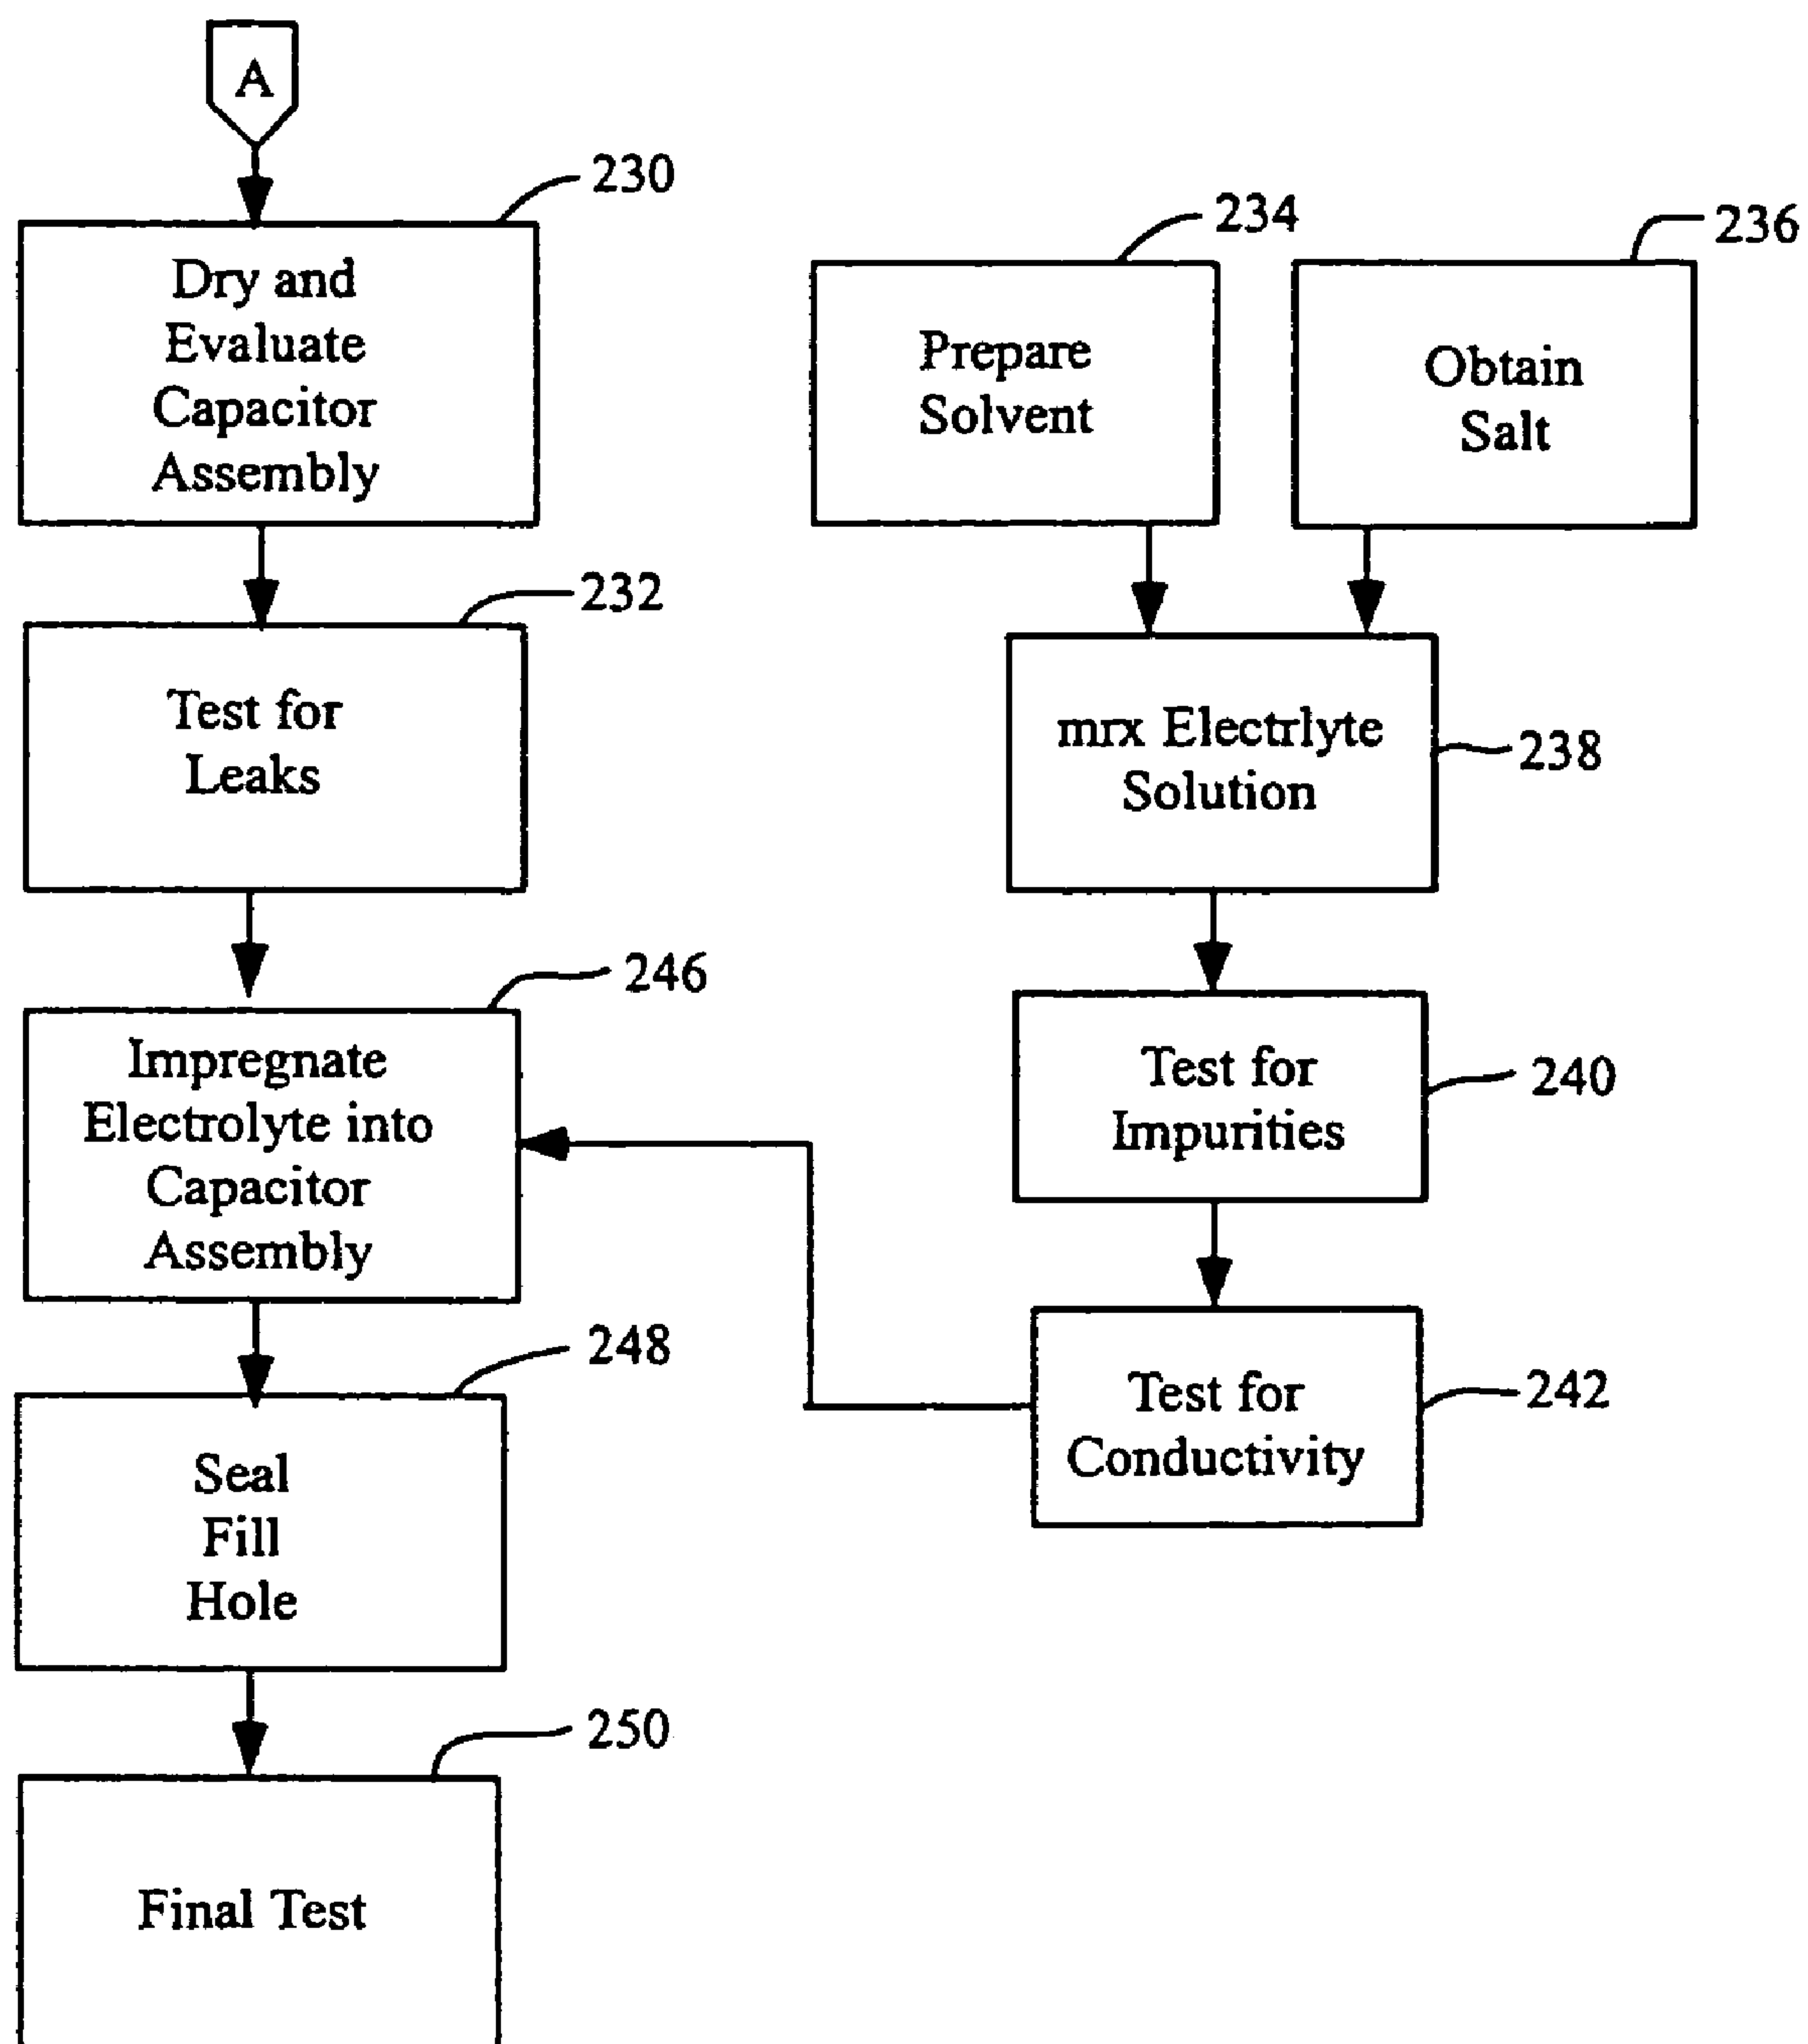 A
230
Dry and
Evaluate
Capacitor
Assembly
232
Test for
Leaks
246
Impregnate
Electrolyte into
Capacitor
Assembly
248
Seal
Fill
Hole
250
Final Test
234
Prepare
Solvent
236
Obtain
Salt
mrx Electrlyte
Solution
238
Test for
Impurities
240
Test for
Conductivity
242